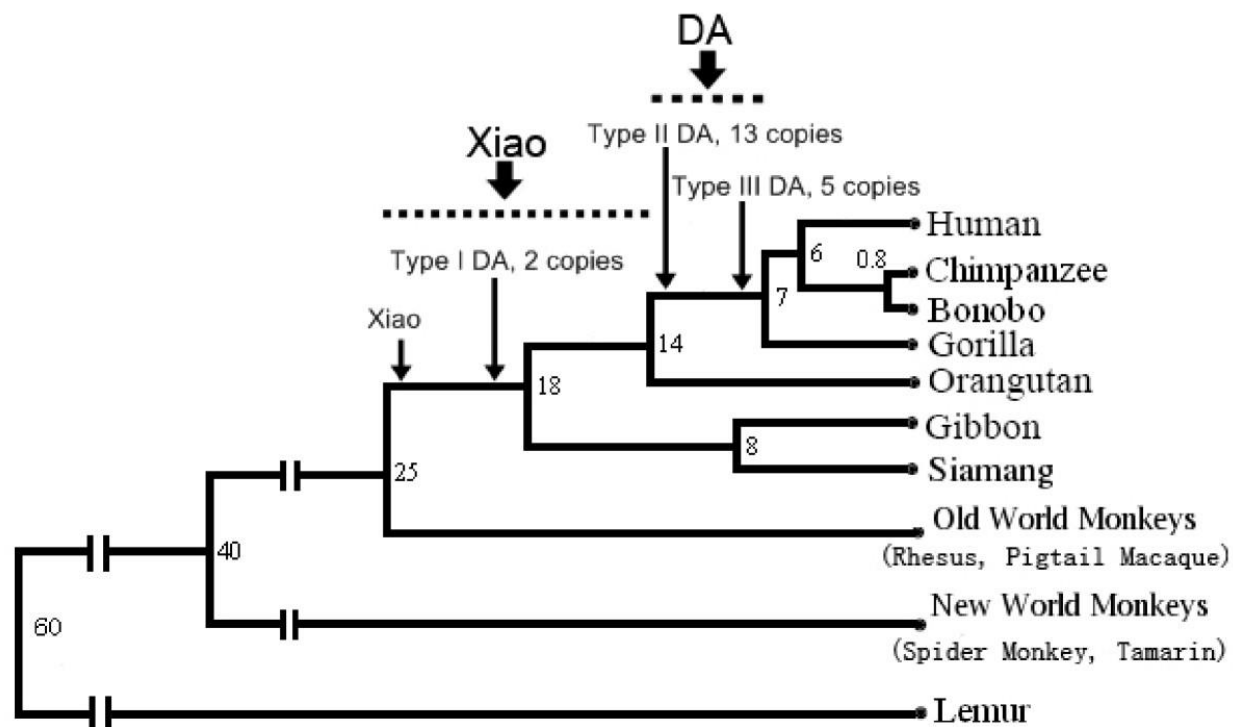 DA
Type II DA, 13 copies
Xiao
Type III DA, 5 copies
Human
6
0.8
Chimpanzee
Type I DA, 2 copies
7
Bonobo
Xiao
14
Gorilla
18
Orangutan
Gibbon
8
25
Siamang
Old World Monkeys
40
(Rhesus, Pigtail Macaque)
New World Monkeys
60
(Spider Monkey, Tamarin)
Lemur